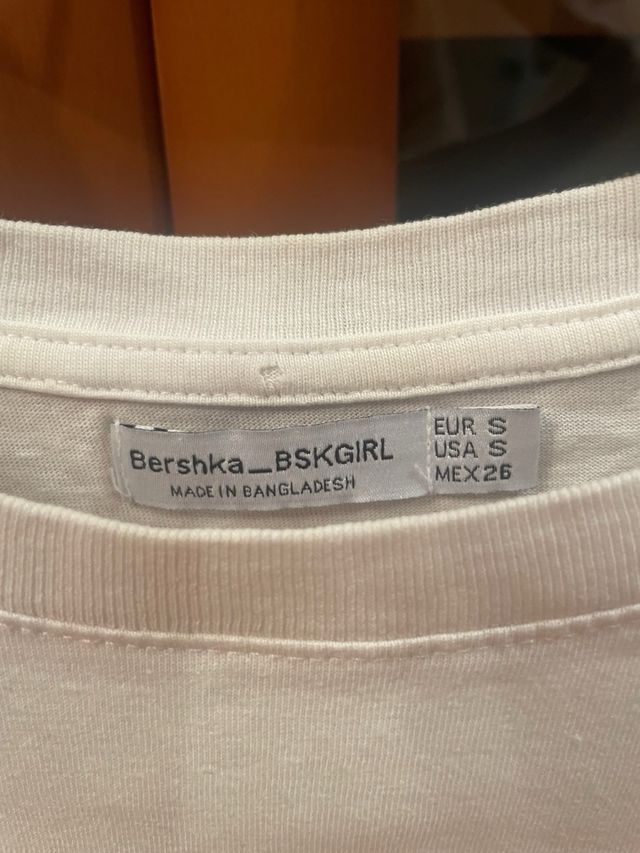 Bershka_BSKGIRL
MADE IN BANGLADESH
EUR S
USA S
MEX 26